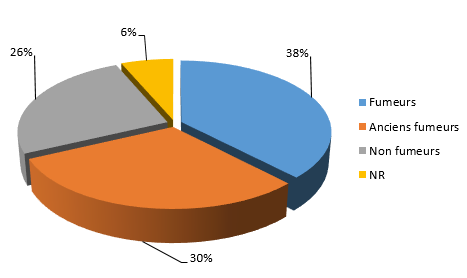 6%
26%
38%
Fumeurs
Anciens fumeurs
Non fumeurs
NR
30%